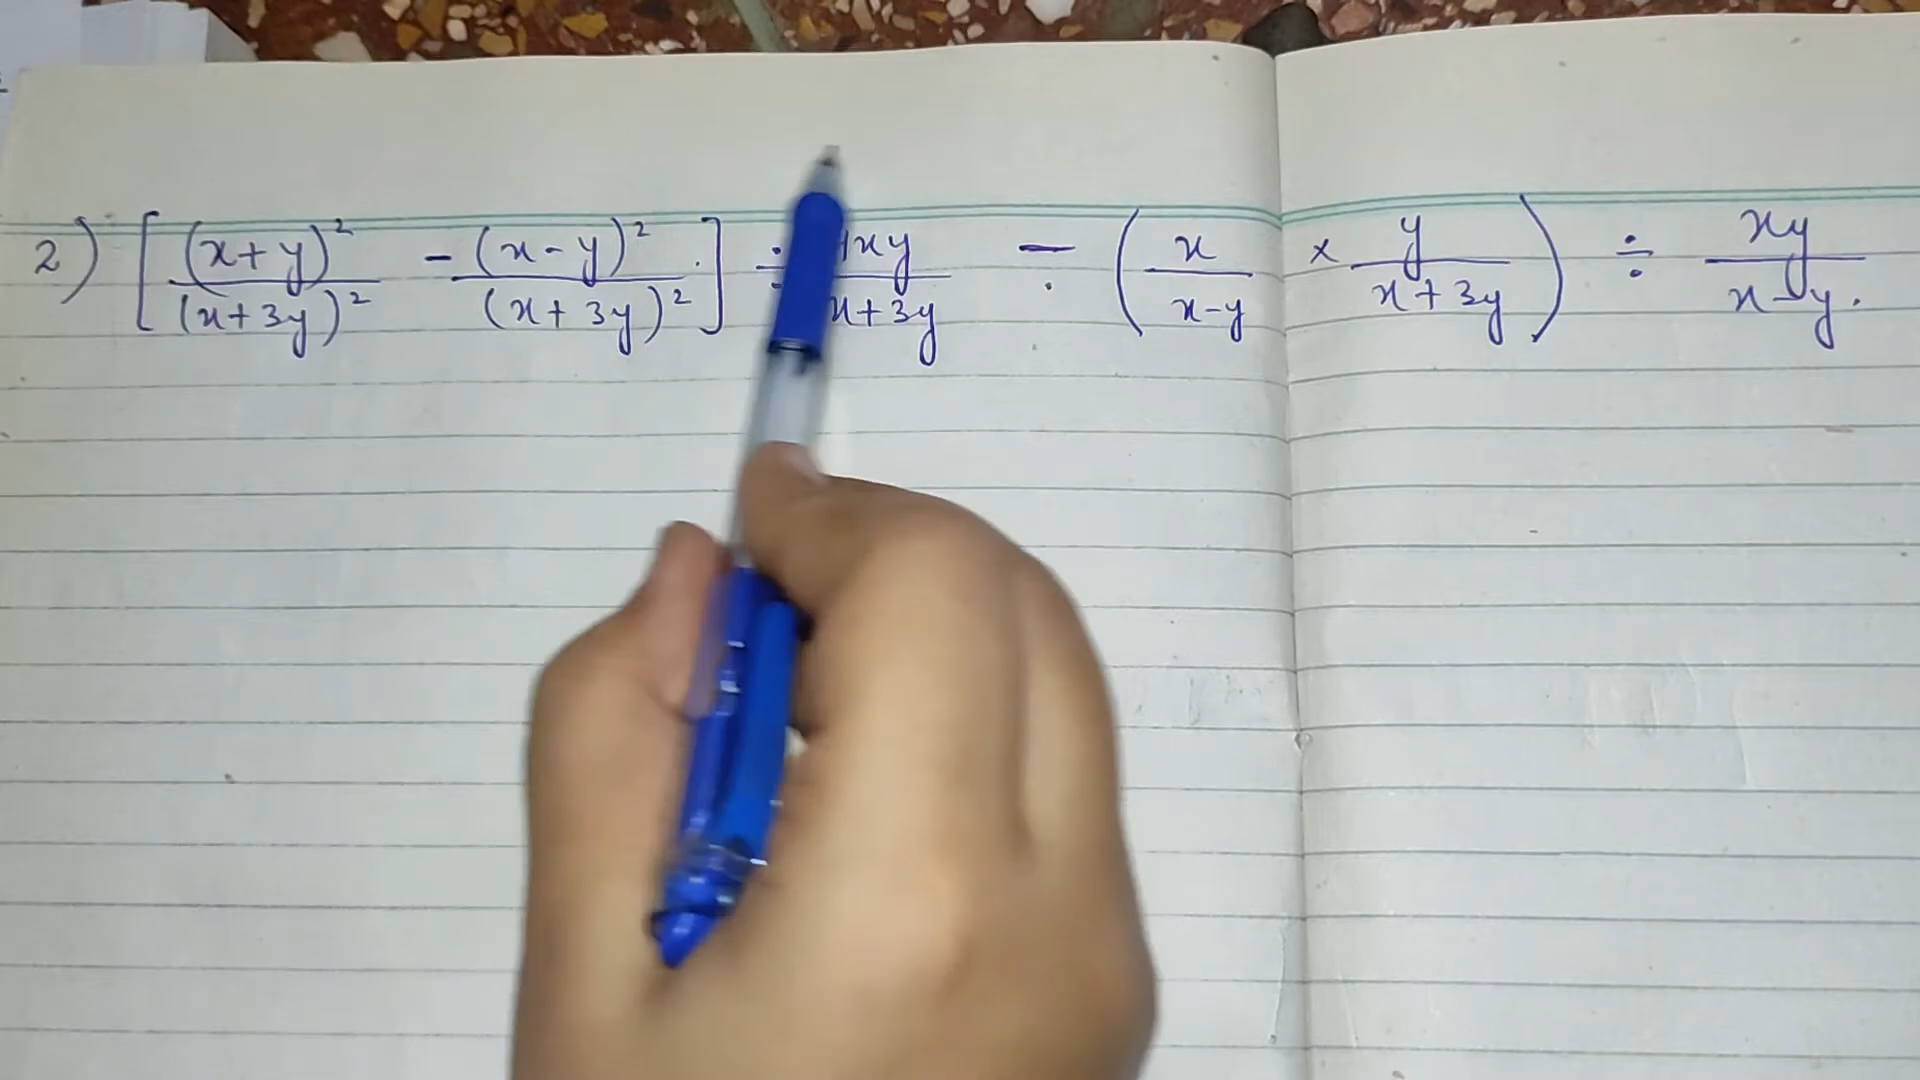 2) [(x+y)²/(x+3y)² - (x-y)²/(x+3y)²] ÷ xy/x+3y ÷ (x/x-y × y/x+3y) ÷ xy/x-y.